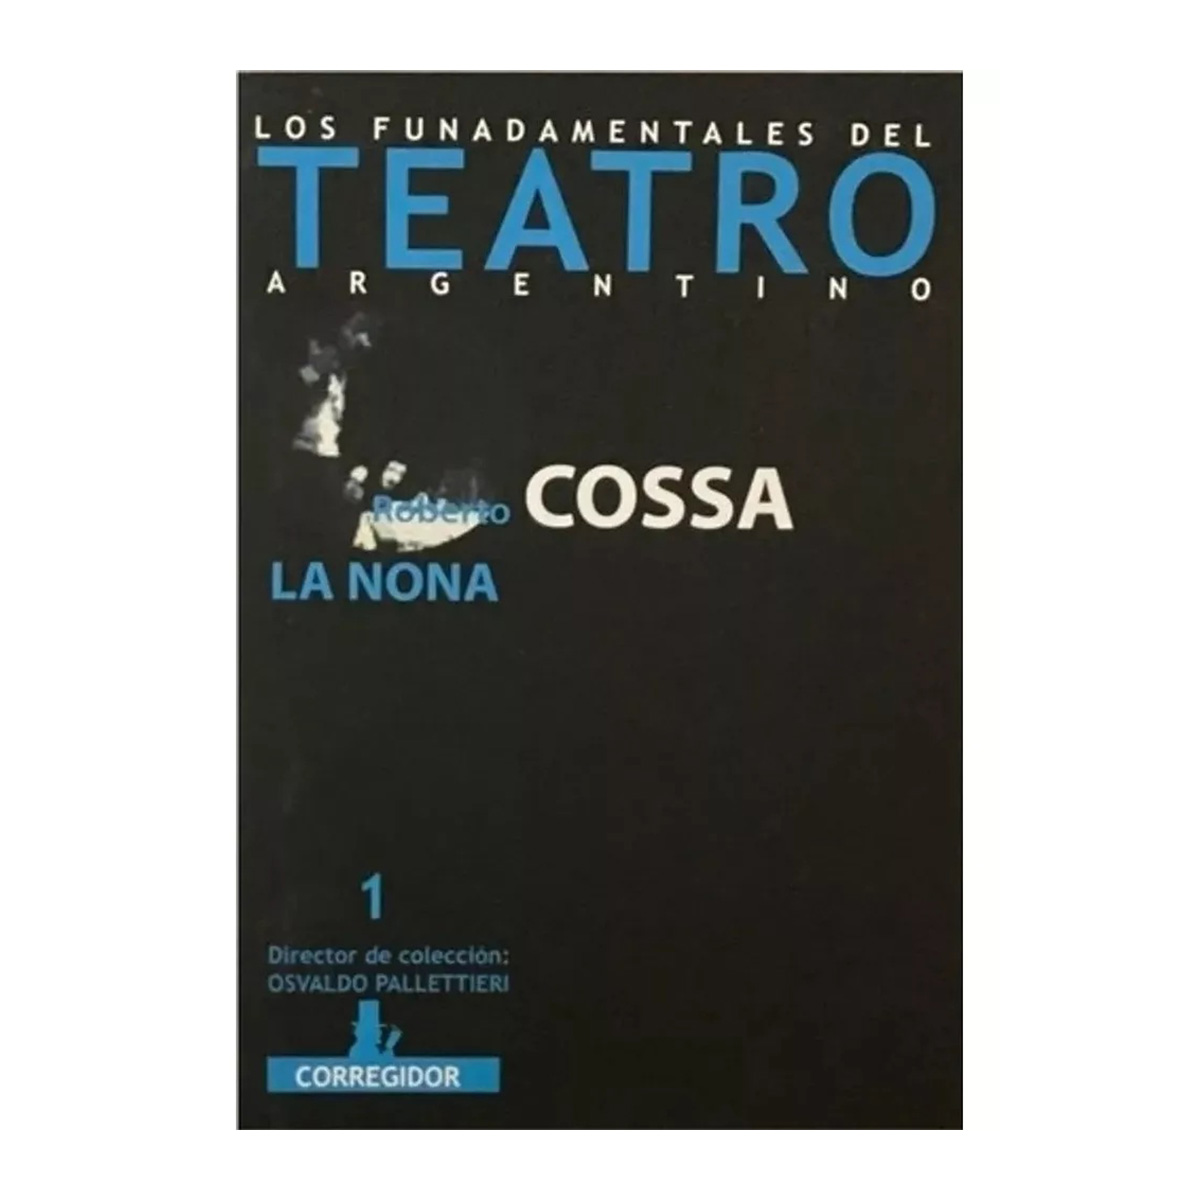 LOS FUNADAMENTALES DEL
TEATRO
ARGENTINO
Roberto COSSA
LA NONA
1
Director de colección:
OSVALDO PALLETTIERI
CORREGIDOR